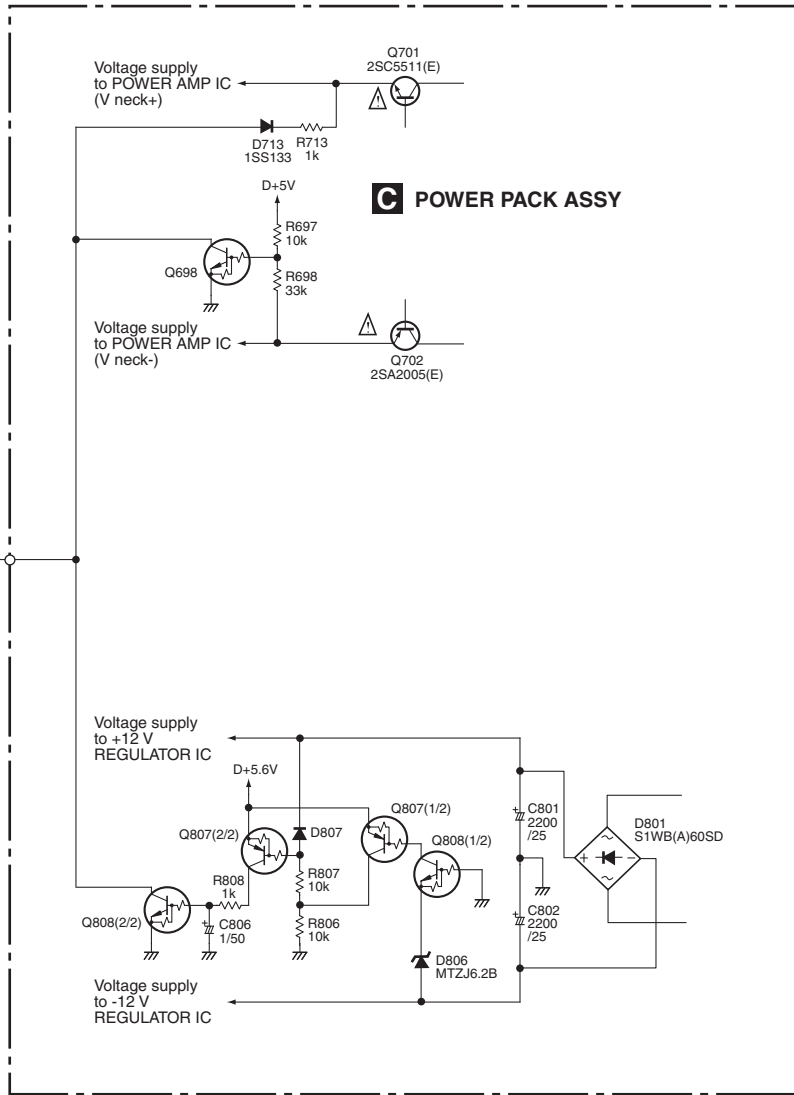 Q701
2SC5511(E)
Voltage supply
to POWER AMP IC
(V neck+)
D713
1SS133
R713
1k
D+5V
C POWER PACK ASSY
R697
10k
Q698
R698
33k
Voltage supply
to POWER AMP IC
(V neck-)
Q702
2SA2005(E)
Voltage supply
to +12 V
REGULATOR IC
D+5.6V
Q807(1/2)
C801
2200
/25
D801
S1WB(A)60SD
Q807(2/2)
D807
Q808(1/2)
R808
1k
R807
10k
Q808(2/2)
C806
1/50
R806
10k
C802
2200
/25
D806
MTZJ6.2B
Voltage supply
to -12 V
REGULATOR IC